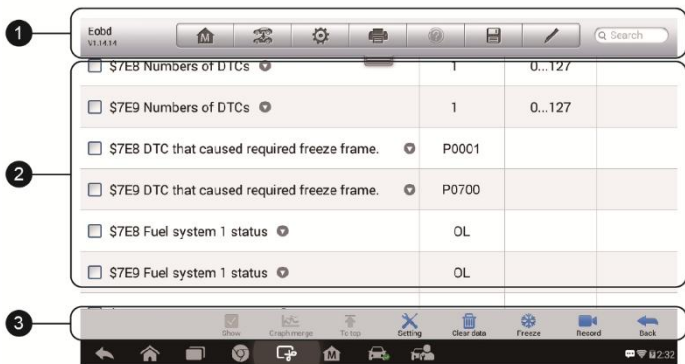 1
Eobd
V1.14.14
Search
2
$7E8 Numbers of DTCs 1 0...127
$7E9 Numbers of DTCs 1 0...127
$7E8 DTC that caused required freeze frame. P0001
$7E9 DTC that caused required freeze frame. P0700
$7E8 Fuel system 1 status OL
$7E9 Fuel system 1 status OL
3
Show Graph merge To top Setting Clear data Freeze Record Back
2:32